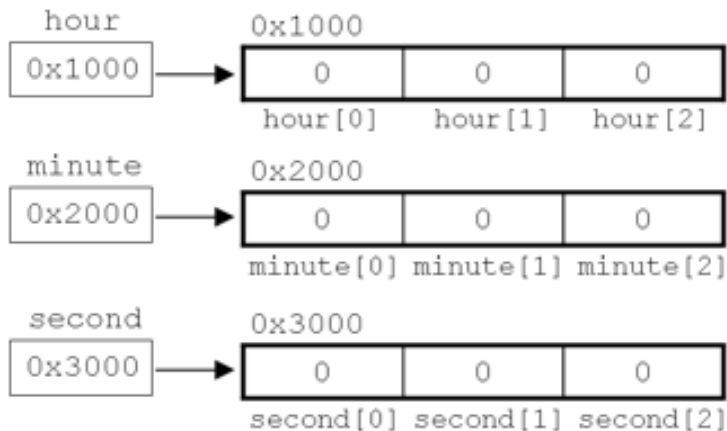 hour
0x1000
0x1000
0 0 0
hour[0] hour[1] hour[2]
minute
0x2000
0x2000
0 0 0
minute[0] minute[1] minute[2]
second
0x3000
0x3000
0 0 0
second[0] second[1] second[2]